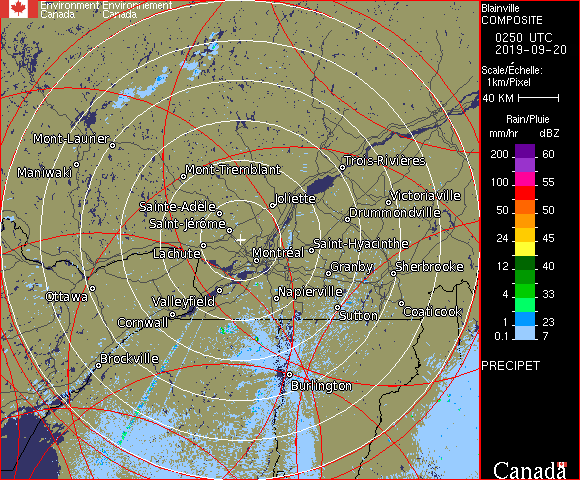 Environment Environnement
Canada Canada
Blainville
COMPOSITE
0250 UTC
2019-09-20
Scale/Échelle:
1km/Pixel
40 KM
Rain/Pluie
mm/hr dBZ
200 60
100 55
50 50
24 45
12 40
4 33
1 23
0.1 7
PRECIPET
Canada
Mont-Laurier
Maniwaki
Mont-Tremblant
Trois-Rivières
Joliette
Victoriaville
Sainte-Adèle
Drummondville
Saint-Jérôme
Saint-Hyacinthe
Lachute
Montréal
Granby
Sherbrooke
Ottawa
Valleyfield
Napierville
Cornwall
Sutton
Coaticook
Brockville
Burlington